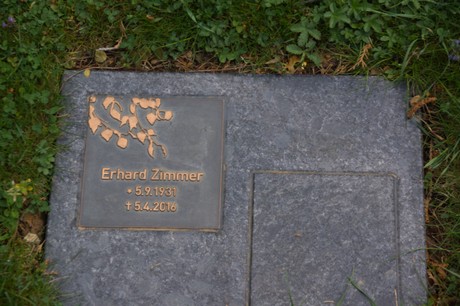 Erhard Zimmer
• 5.9.1931
† 5.4.2016